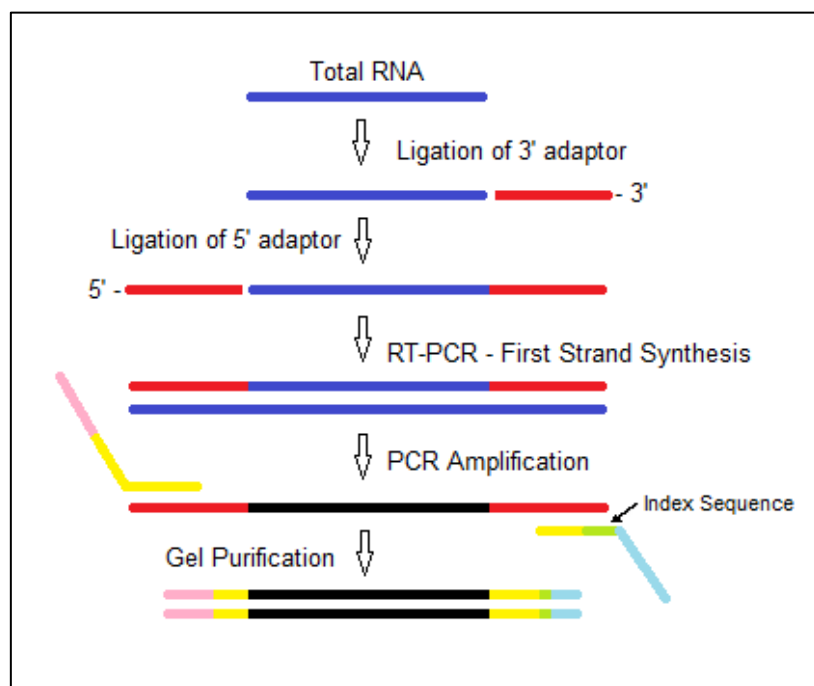 Total RNA
Ligation of 3' adaptor
- 3'
Ligation of 5' adaptor
5' -
RT-PCR - First Strand Synthesis
PCR Amplification
Index Sequence
Gel Purification